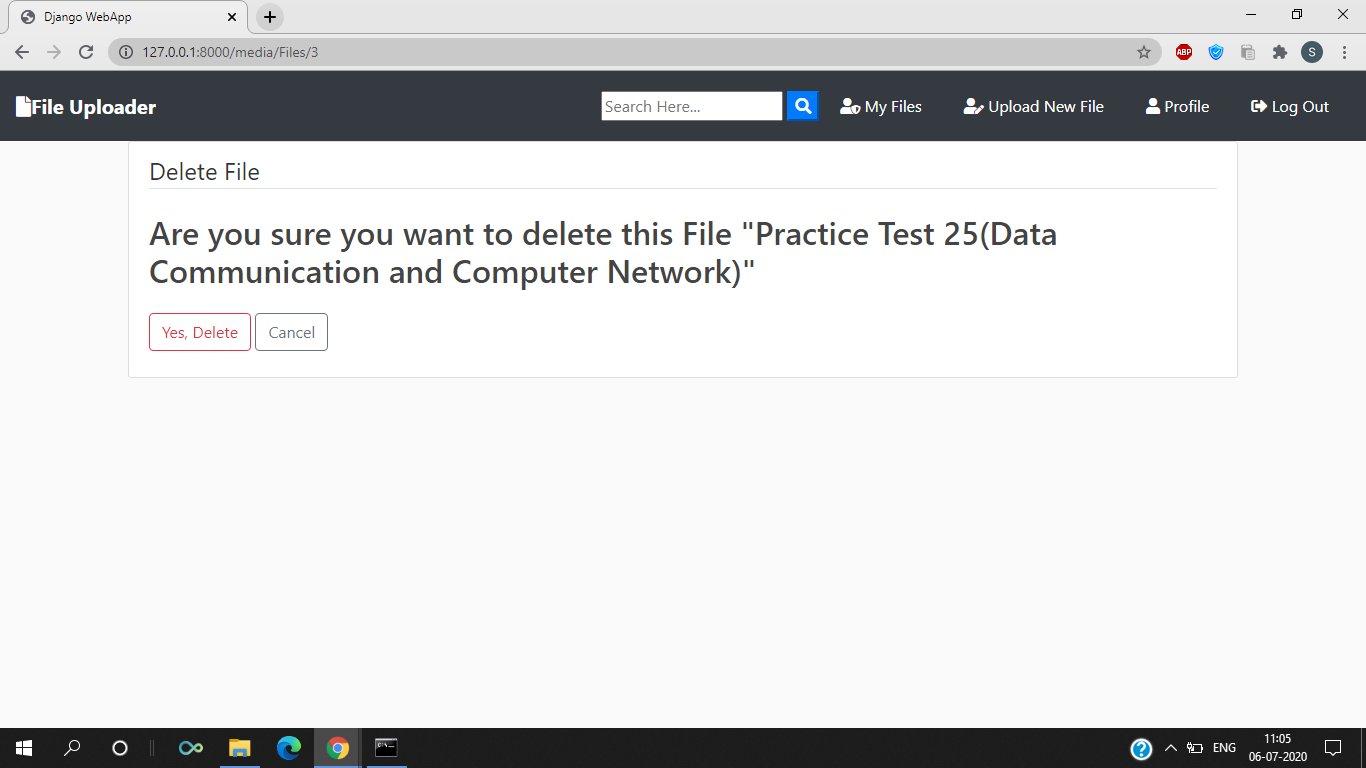 Django WebApp
127.0.0.1:8000/media/Files/3
ABP
S
File Uploader
Search Here...
My Files
Upload New File
Profile
Log Out
Delete File
Are you sure you want to delete this File "Practice Test 25(Data
Communication and Computer Network)"
Yes, Delete
Cancel
ENG
11:05
06-07-2020